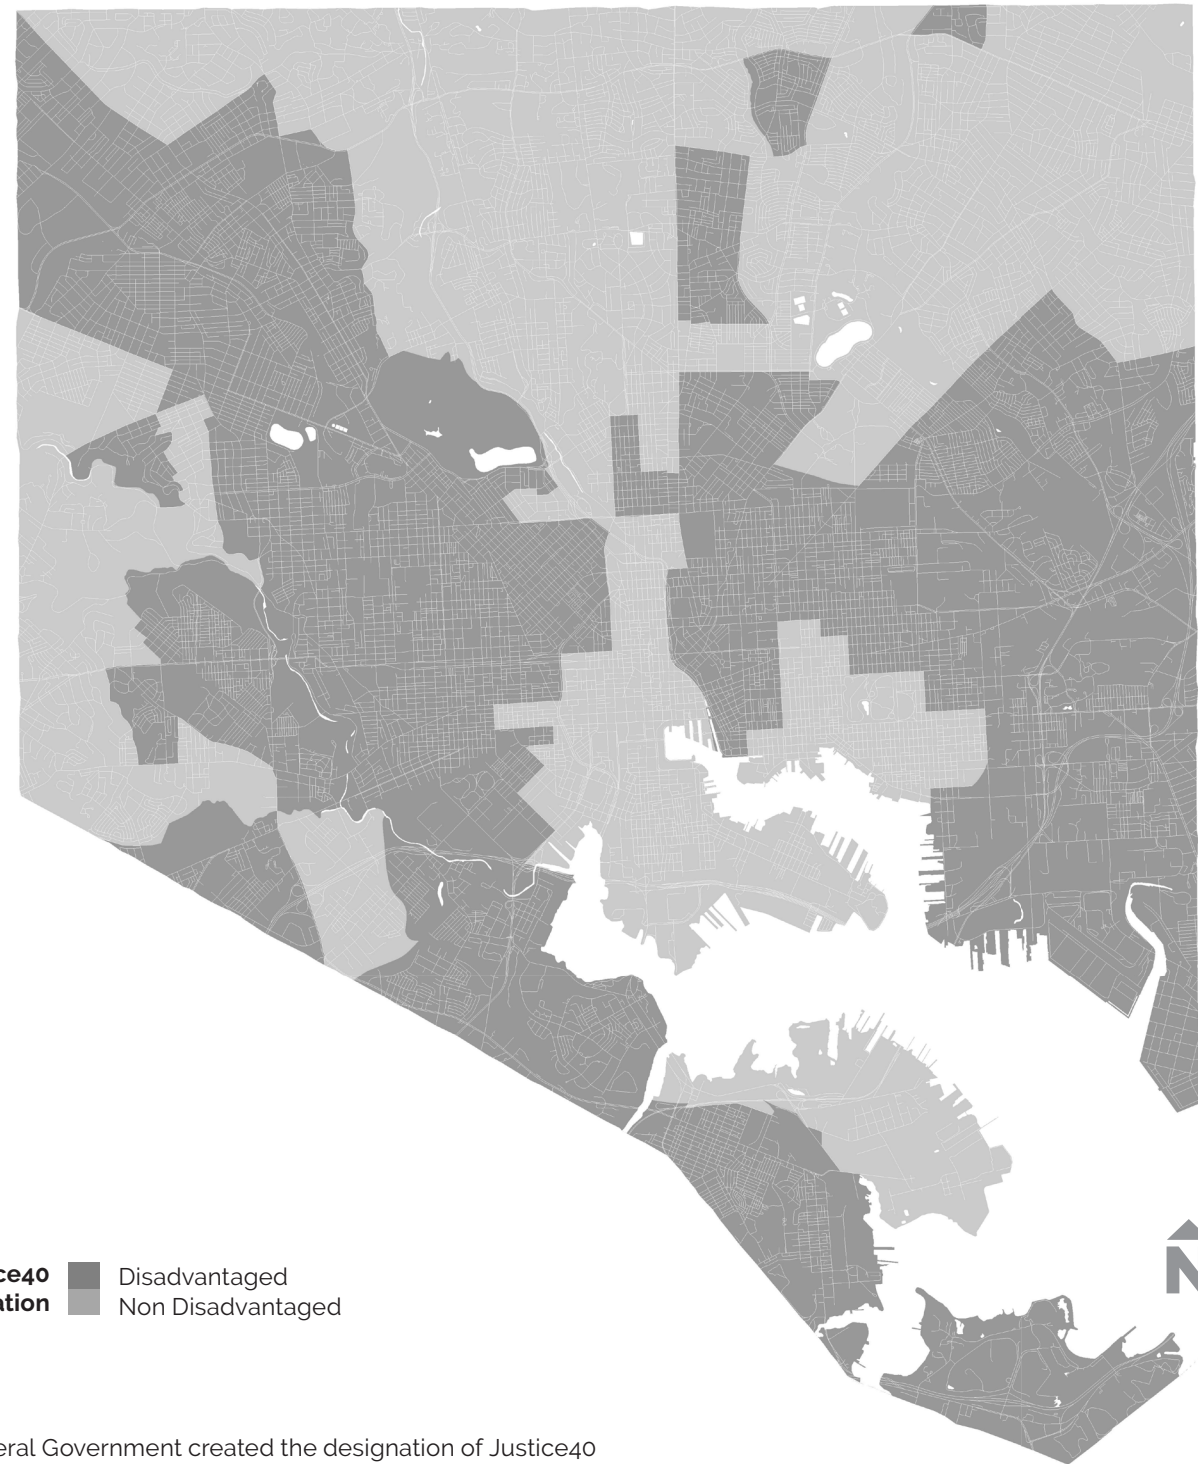 ce40
ation
Disadvantaged
Non Disadvantaged
N
eral Government created the designation of Justice40